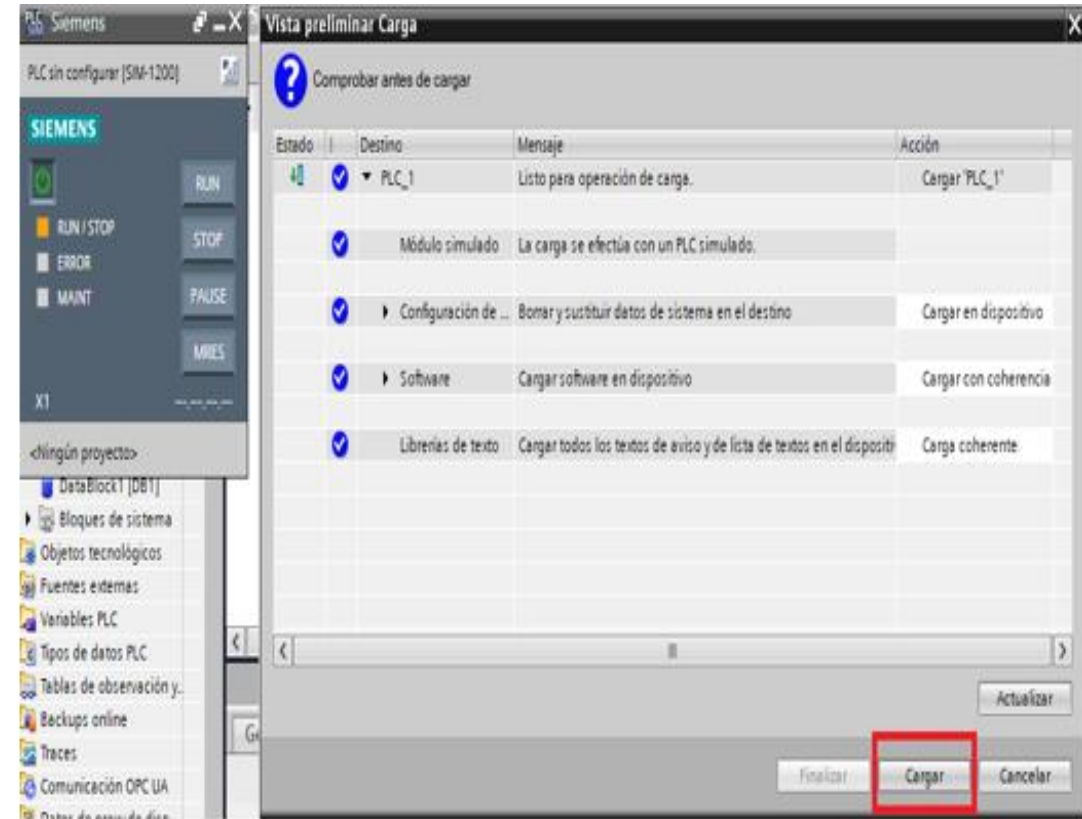 Siemens
PLC sin configurar [SIM-1200]
SIEMENS
RUN
RUN / STOP
STOP
ERROR
MAINT
PAUSE
MRES
X1
<Ningún proyecto>
DataBlock1 [DB1]
Bloques de sistema
Objetos tecnológicos
Fuentes externas
Variables PLC
Tipos de datos PLC
Tablas de observación y..
Backups online
Traces
Comunicación OPC UA
Vista preliminar Carga
Comprobar antes de cargar
Estado ! Destino Mensaje Acción
PLC_1 Listo para operación de carga. Cargar 'PLC_1'
Módulo simulado La carga se efectúa con un PLC simulado.
Configuración de ... Borrar y sustituir datos de sistema en el destino Cargar en dispositivo
Software Cargar software en dispositivo Cargar con coherencia
Librerías de texto Cargar todos los textos de aviso y de lista de textos en el dispositi Carga coherente
Actualizar
Finalizar Cargar Cancelar